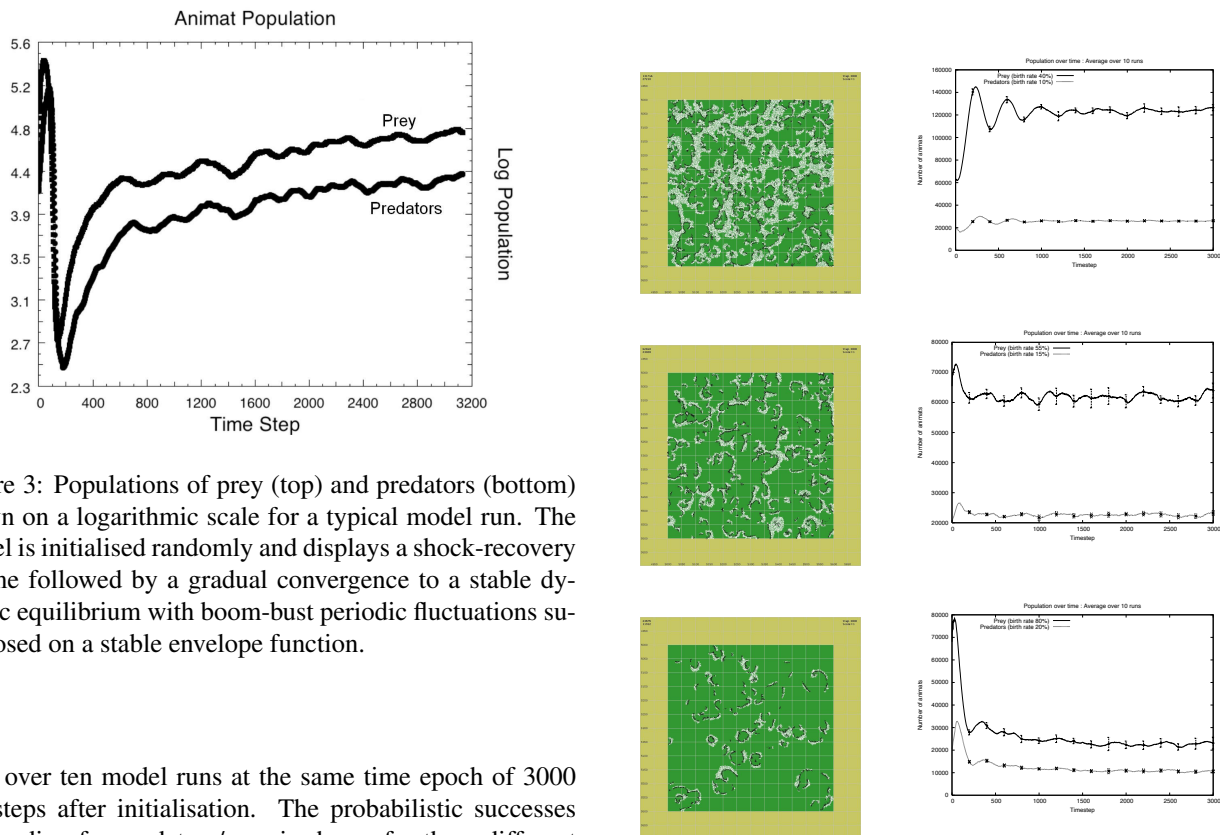 Animat Population
5.6
5.2
4.8
4.4
3.9
3.5
3.1
2.7
2.3
Prey
Predators
Log Population
0 400 800 1200 1600 2000 2400 2800 3200
Time Step
re 3: Populations of prey (top) and predators (bottom)
n on a logarithmic scale for a typical model run. The
el is initialised randomly and displays a shock-recovery
ne followed by a gradual convergence to a stable dy-
c equilibrium with boom-bust periodic fluctuations su-
osed on a stable envelope function.
over ten model runs at the same time epoch of 3000
steps after initialisation. The probabilistic successes
Population over time : Average over 10 runs
Prey (birth rate 40%)
Predators (birth rate 10%)
160000
140000
120000
100000
80000
60000
40000
20000
0
Number of animats
0 500 1000 1500 2000 2500 3000
Timestep
Population over time : Average over 10 runs
Prey (birth rate 55%)
Predators (birth rate 15%)
80000
70000
60000
50000
40000
30000
20000
Number of animats
0 500 1000 1500 2000 2500 3000
Timestep
Population over time : Average over 10 runs
Prey (birth rate 80%)
Predators (birth rate 20%)
80000
70000
60000
50000
40000
30000
20000
10000
0
Number of animats
0 500 1000 1500 2000 2500 3000
Timestep